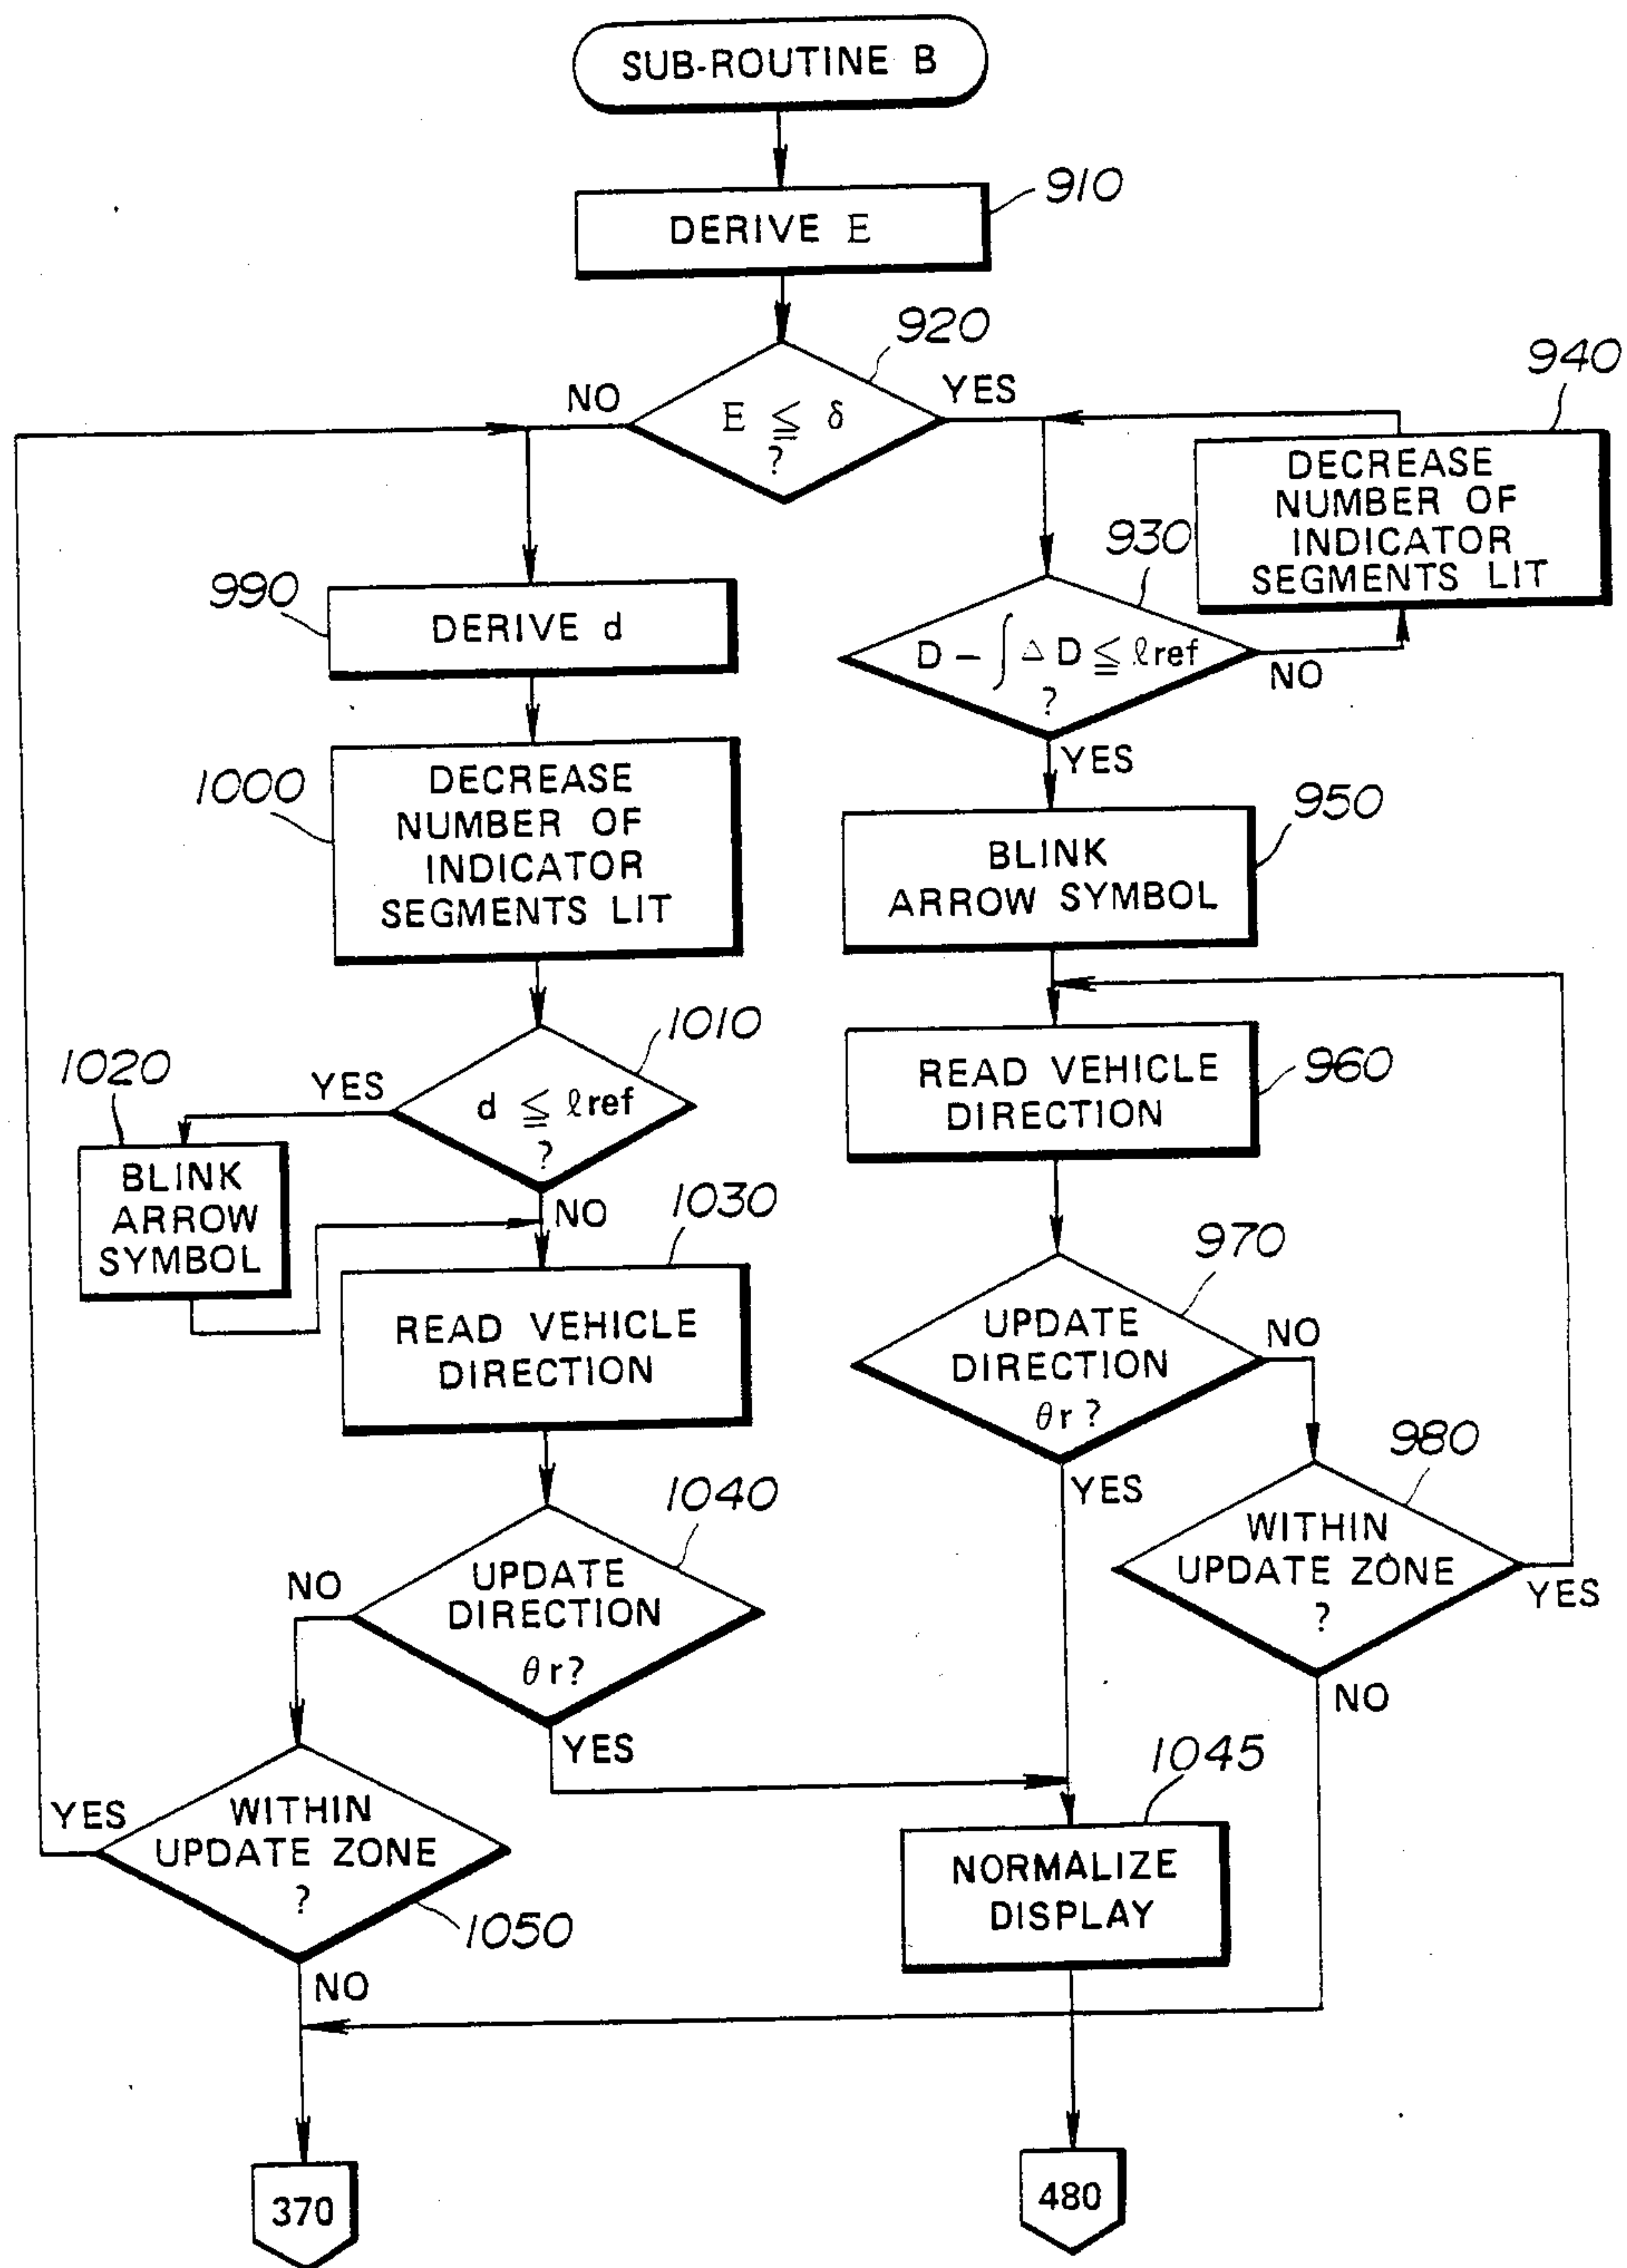 SUB-ROUTINE B
910
DERIVE E
920
NO
YES
E ≦ δ
?
940
DECREASE
NUMBER OF
INDICATOR
SEGMENTS LIT
930
D − ∫ Δ D ≦ ℓref
?
NO
YES
990
DERIVE d
1000
DECREASE
NUMBER OF
INDICATOR
SEGMENTS LIT
950
BLINK
ARROW SYMBOL
1010
1020
YES
d ≦ ℓref
?
NO
BLINK
ARROW
SYMBOL
960
READ VEHICLE
DIRECTION
1030
READ VEHICLE
DIRECTION
970
UPDATE
DIRECTION
θr?
NO
YES
980
WITHIN
UPDATE ZONE
?
YES
NO
1040
NO
UPDATE
DIRECTION
θr?
YES
1045
NORMALIZE
DISPLAY
YES
WITHIN
UPDATE ZONE
?
1050
NO
370
480